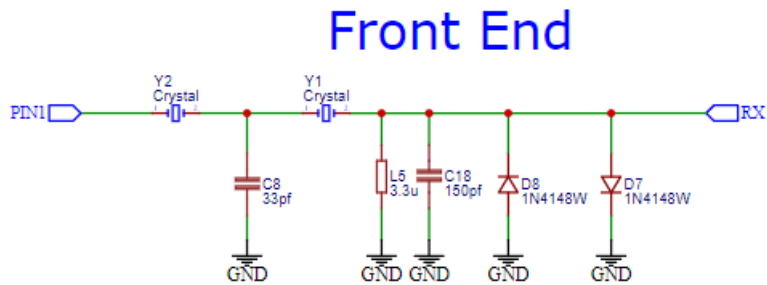 Front End
Y2
Crystal
Y1
Crystal
PIN1
RX
C8
33pf
L5
3.3u
C18
150pf
D8
1N4148W
D7
1N4148W
GND
GND
GND
GND
GND